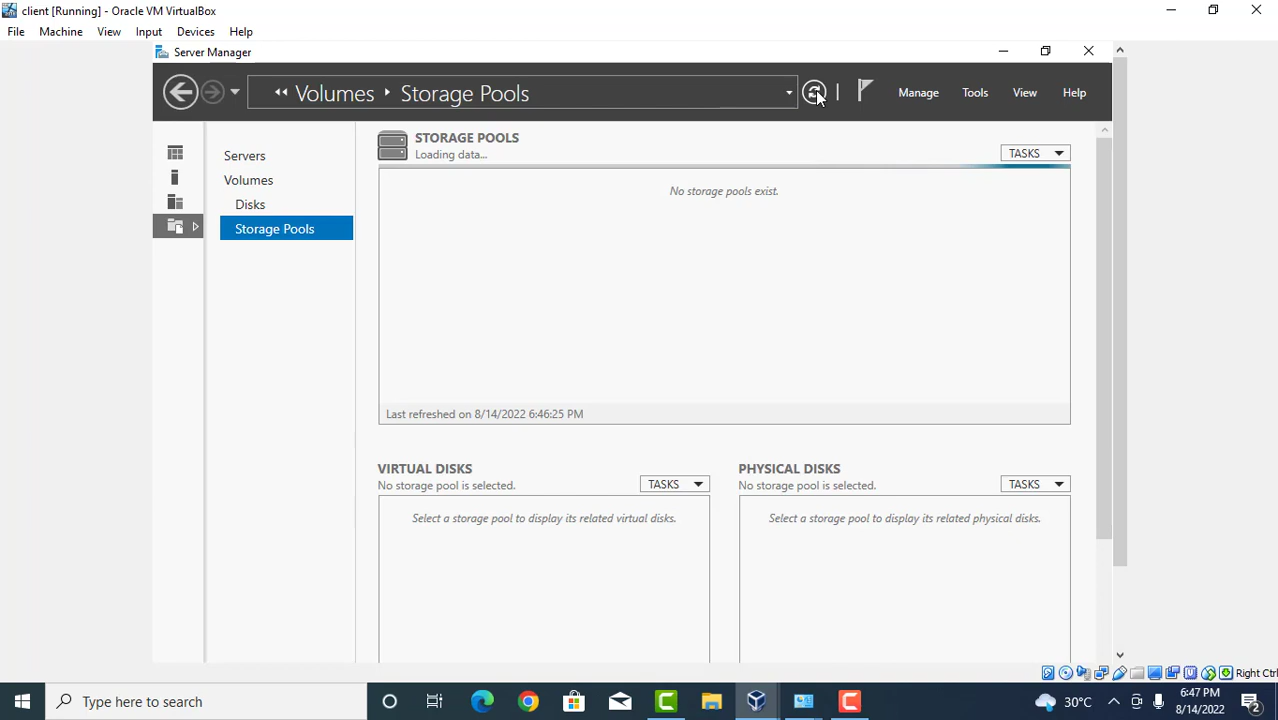 client [Running] - Oracle VM VirtualBox
File Machine View Input Devices Help
Server Manager
Volumes Storage Pools
Manage Tools View Help
Servers
Volumes
Disks
Storage Pools
STORAGE POOLS
Loading data...
TASKS
No storage pools exist.
Last refreshed on 8/14/2022 6:46:25 PM
VIRTUAL DISKS
No storage pool is selected.
TASKS
Select a storage pool to display its related virtual disks.
PHYSICAL DISKS
No storage pool is selected.
TASKS
Select a storage pool to display its related physical disks.
Right Ctrl
Type here to search
30°C
6:47 PM
8/14/2022
2